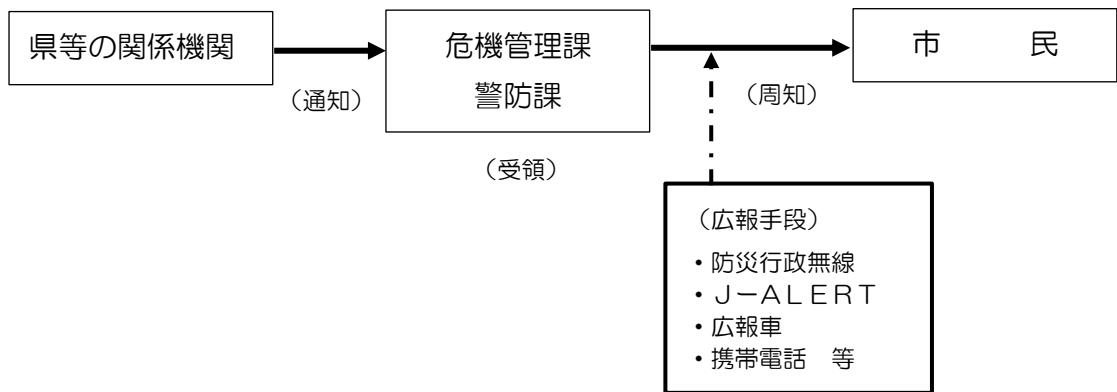 県等の関係機関
（通知）
危機管理課
警防課
（受領）
（周知）
市　　　民
（広報手段）
・防災行政無線
・Ｊ－ＡＬＥＲＴ
・広報車
・携帯電話　等